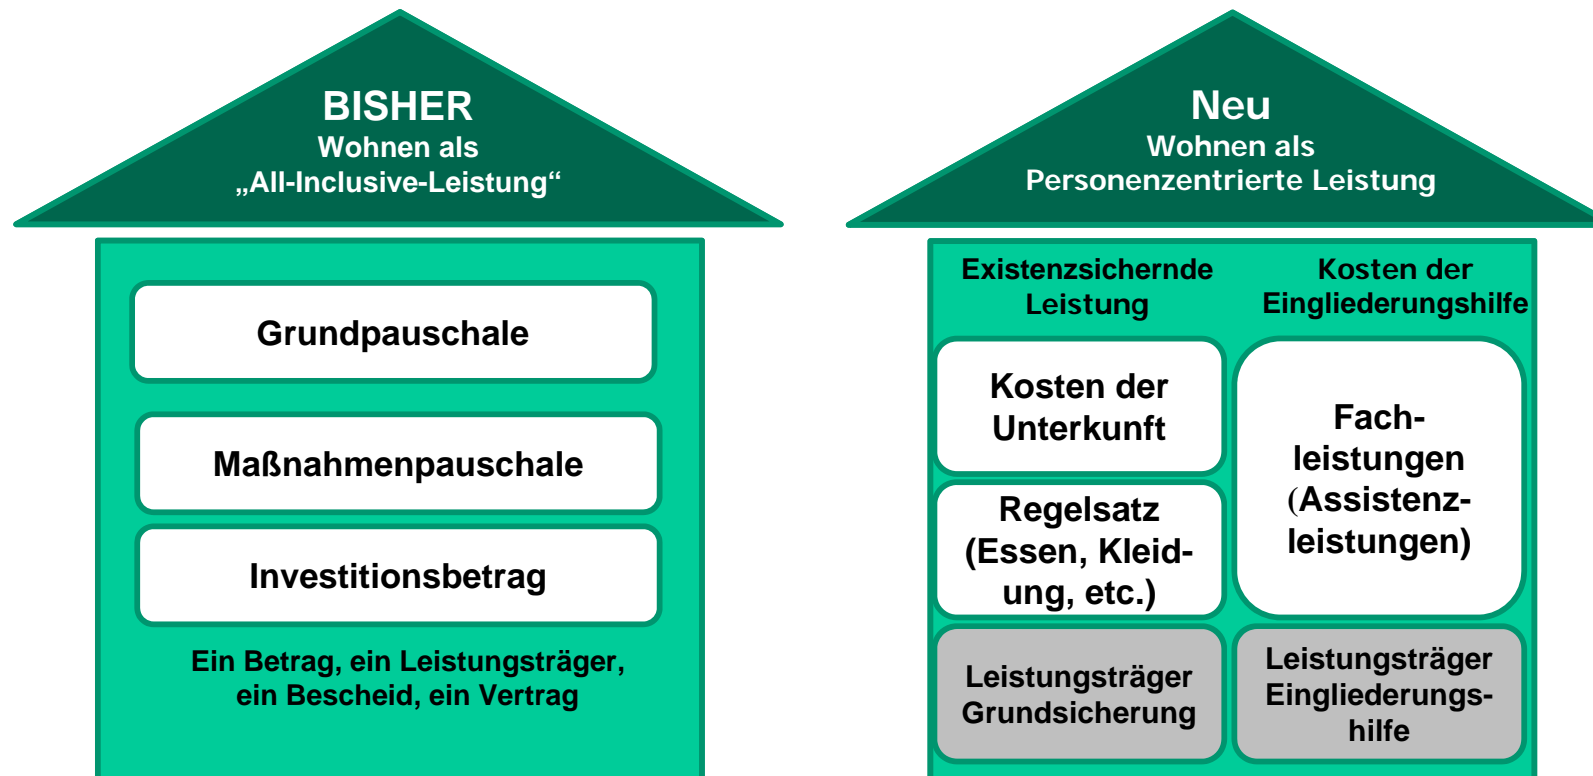 BISHER
Wohnen als
„All-Inclusive-Leistung“
Grundpauschale
Maßnahmenpauschale
Investitionsbetrag
Ein Betrag, ein Leistungsträger,
ein Bescheid, ein Vertrag
Neu
Wohnen als
Personenzentrierte Leistung
Existenzsichernde
Leistung
Kosten der
Unterkunft
Regelsatz
(Essen, Kleid-
ung, etc.)
Leistungsträger
Grundsicherung
Kosten der
Eingliederungshilfe
Fach-
leistungen
(Assistenz-
leistungen)
Leistungsträger
Eingliederungs-
hilfe